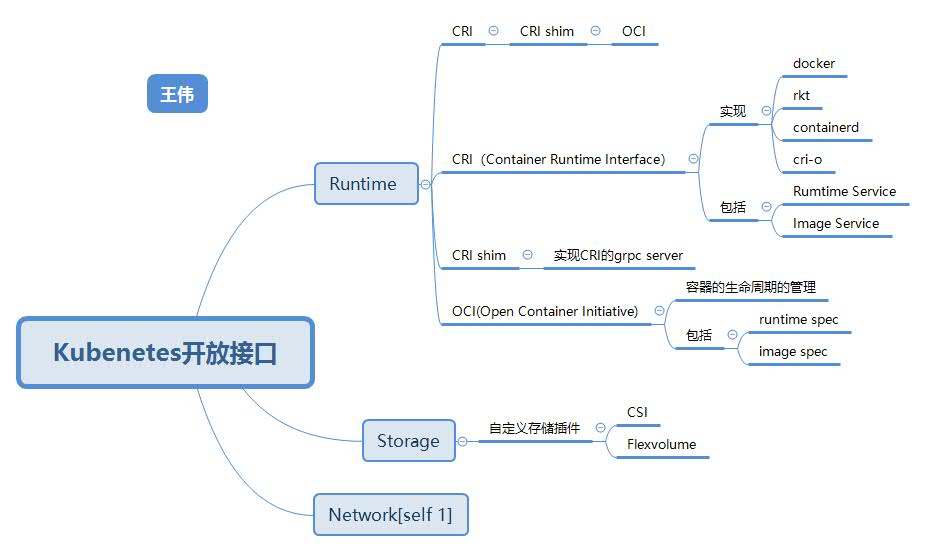 王伟
Kubenetes开放接口
Runtime
CRI
CRI shim
OCI
CRI（Container Runtime Interface）
实现
docker
rkt
containerd
cri-o
包括
Rumtime Service
Image Service
CRI shim
实现CRI的grpc server
OCI(Open Container Initiative)
容器的生命周期的管理
包括
runtime spec
image spec
Storage
自定义存储插件
CSI
Flexvolume
Network[self 1]